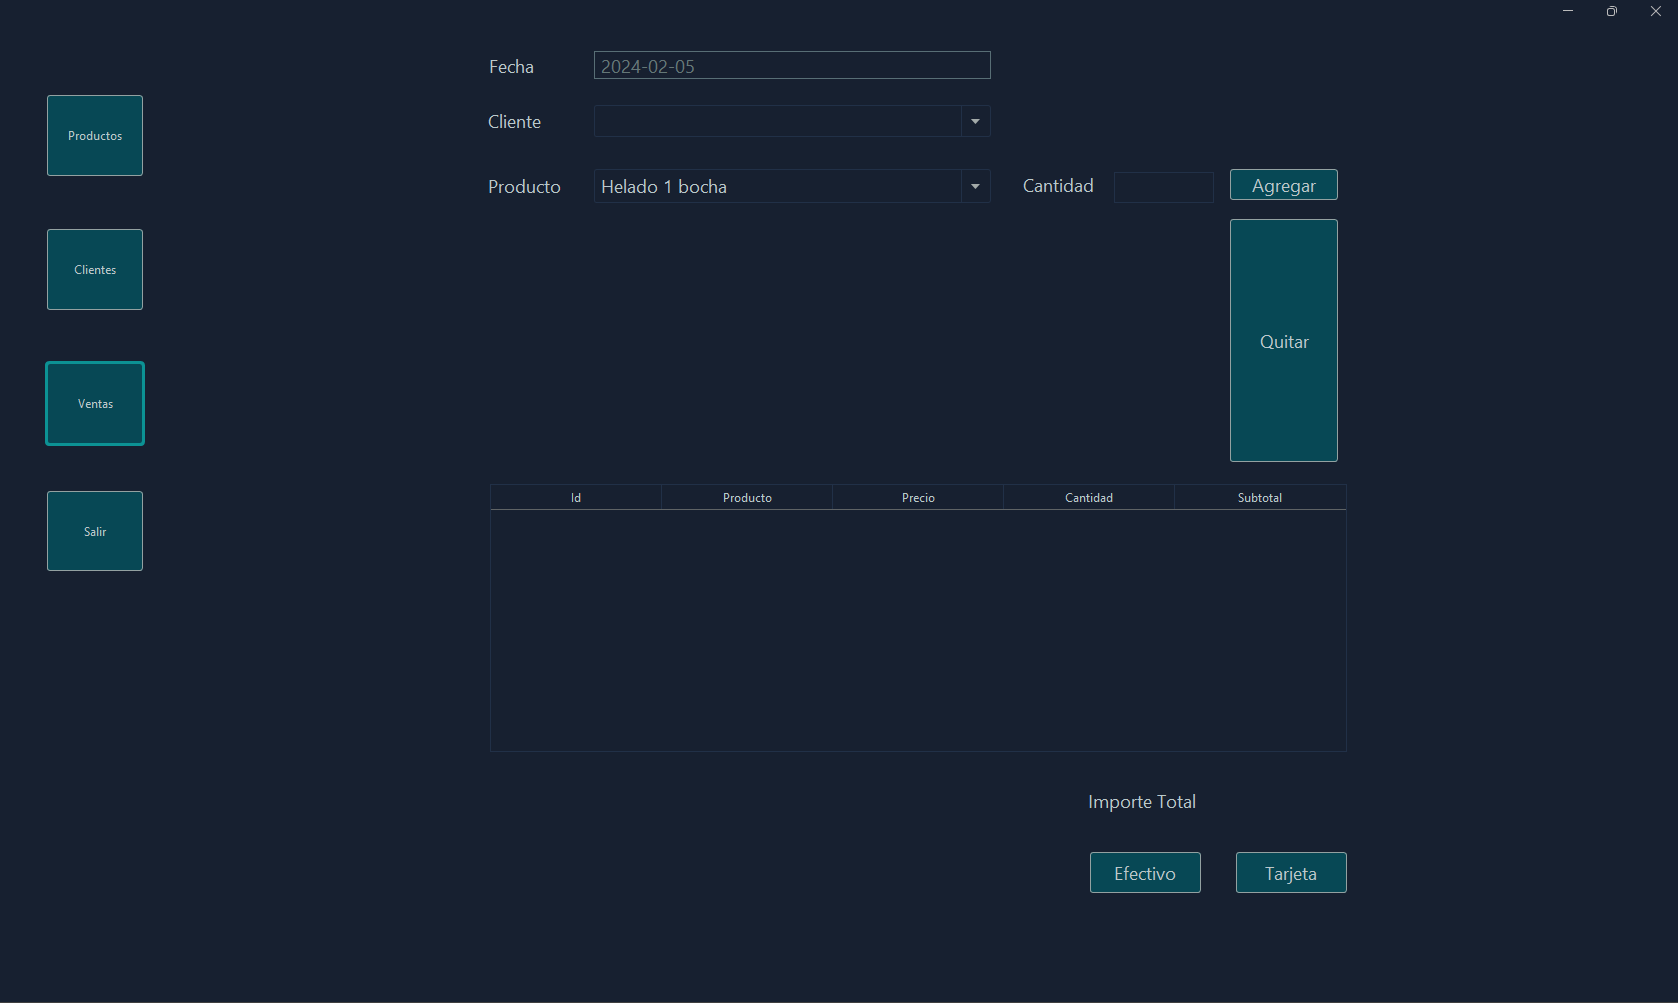 Fecha
2024-02-05
Cliente
Producto
Helado 1 bocha
Cantidad
Agregar
Quitar
Productos
Clientes
Ventas
Salir
Id Producto Precio Cantidad Subtotal
Importe Total
Efectivo
Tarjeta